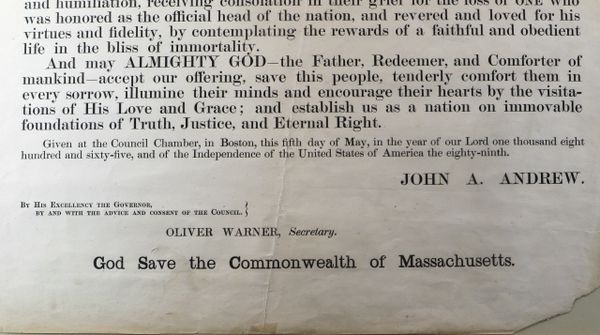 and humiliation, receiving consolation in their grief for the loss of ONE who
was honored as the official head of the nation, and revered and loved for his
virtues and fidelity, by contemplating the rewards of a faithful and obedient
life in the bliss of immortality.
And may ALMIGHTY GOD—the Father, Redeemer, and Comforter of
mankind—accept our offering, save this people, tenderly comfort them in
every sorrow, illumine their minds and encourage their hearts by the visita-
tions of His Love and Grace; and establish us as a nation on immovable
foundations of Truth, Justice, and Eternal Right.
Given at the Council Chamber, in Boston, this fifth day of May, in the year of our Lord one thousand eight
hundred and sixty-five, and of the Independence of the United States of America the eighty-ninth.
JOHN A. ANDREW.
By His Excellency the Governor,
by and with the advice and consent of the Council.
OLIVER WARNER, Secretary.
God Save the Commonwealth of Massachusetts.